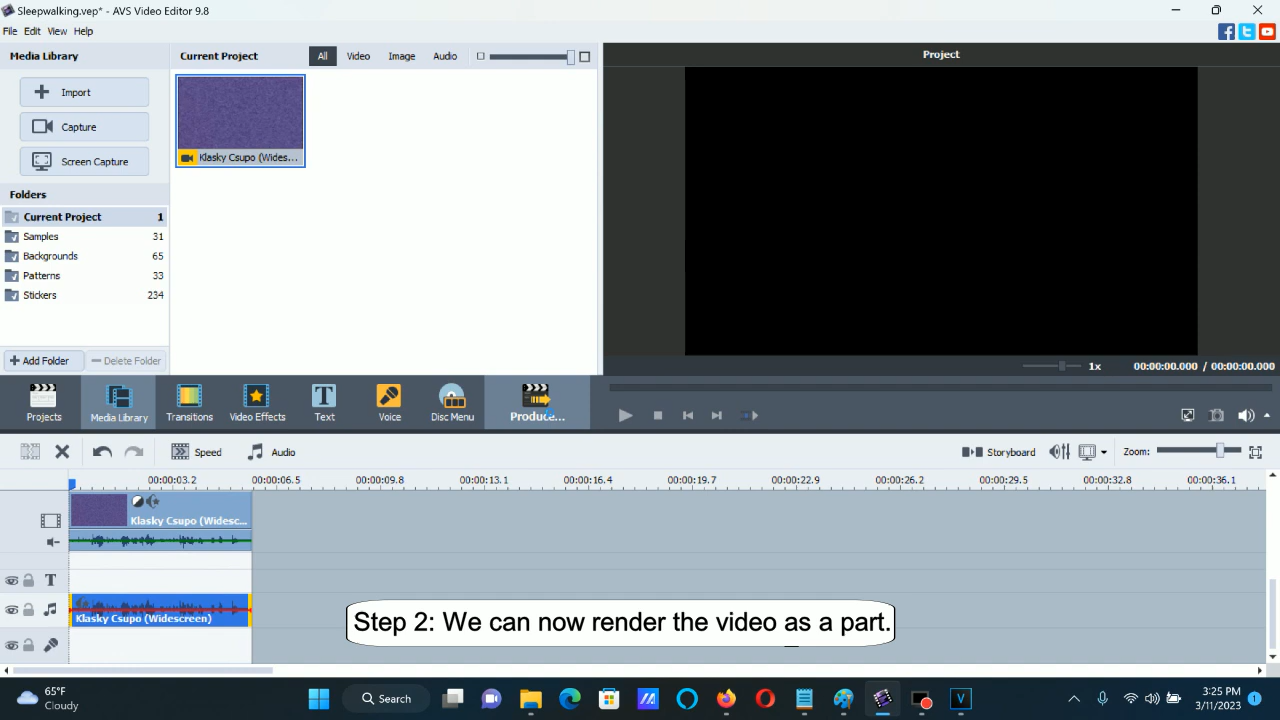 Sleepwalking.vep* - AVS Video Editor 9.8
File Edit View Help
Media Library
Import
Capture
Screen Capture
Folders
Current Project 1
Samples 31
Backgrounds 65
Patterns 33
Stickers 234
Add Folder
Delete Folder
Current Project
All Video Image Audio
Klasky Csupo (Wides...
Project
1x
00:00:00.000 / 00:00:00.000
Projects
Media Library
Transitions
Video Effects
Text
Voice
Disc Menu
Produce...
Speed
Audio
Storyboard
Zoom:
00:00:03.2 00:00:06.5 00:00:09.8 00:00:13.1 00:00:16.4 00:00:19.7 00:00:22.9 00:00:26.2 00:00:29.5 00:00:32.8 00:00:36.1
Klasky Csupo (Widesc...
T
Klasky Csupo (Widescreen)
Step 2: We can now render the video as a part.
65°F
Cloudy
Search
V
3:25 PM
3/11/2023
1